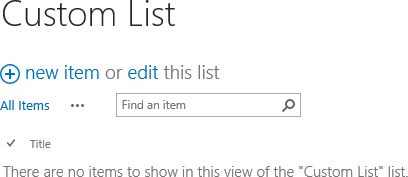 Custom List
new item or edit this list
All Items ••• Find an item
Title
There are no items to show in this view of the "Custom List" list.